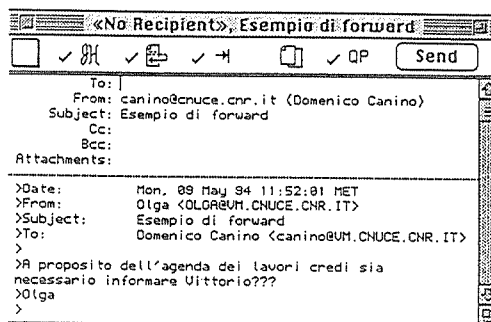 «No Recipient», Esempio di forward
QP Send
To:
From: canino@cnuce.cnr.it (Domenico Canino)
Subject: Esempio di forward
Cc:
Bcc:
Attachments:
>Date: Mon, 09 May 94 11:52:01 MET
>From: Olga <OLGA@VM.CNUCE.CNR.IT>
>Subject: Esempio di forward
>To: Domenico Canino <canino@VM.CNUCE.CNR.IT>
>
>A proposito dell'agenda dei lavori credi sia
necessario informare Vittorio???
>Olga
>